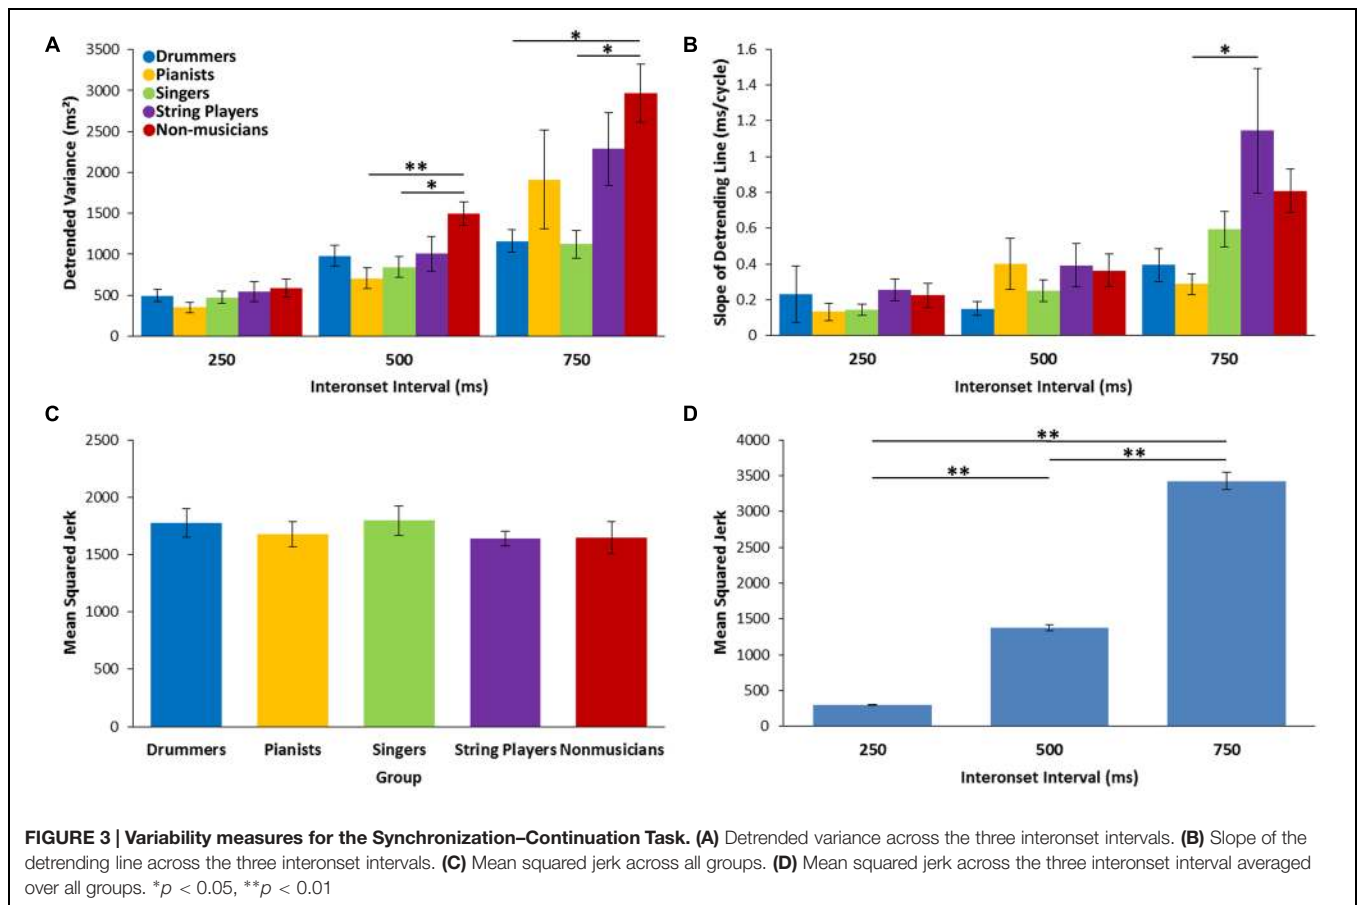 A
Detrended Variance (ms²)
3500
3000
2500
2000
1500
1000
500
0
Drummers
Pianists
Singers
String Players
Non-musicians
**
*
*
*
250 500 750
Interonset Interval (ms)
B
Slope of Detrending Line (ms/cycle)
1.6
1.4
1.2
1
0.8
0.6
0.4
0.2
0
*
250 500 750
Interonset Interval (ms)
C
Mean Squared Jerk
2500
2000
1500
1000
500
0
Drummers Pianists Singers String Players Nonmusicians
Group
D
Mean Squared Jerk
4000
3500
3000
2500
2000
1500
1000
500
0
**
**
**
250 500 750
Interonset Interval (ms)
FIGURE 3 | Variability measures for the Synchronization–Continuation Task. (A) Detrended variance across the three interonset intervals. (B) Slope of the
detrending line across the three interonset intervals. (C) Mean squared jerk across all groups. (D) Mean squared jerk across the three interonset interval averaged
over all groups. *p < 0.05, **p < 0.01